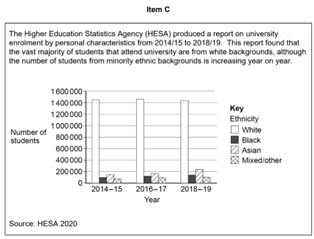 Item C
The Higher Education Statistics Agency (HESA) produced a report on university
enrolment by personal characteristics from 2014/15 to 2018/19. This report found that
the vast majority of students that attend university are from white backgrounds, although
the number of students from minority ethnic backgrounds is increasing year on year.
1 600 000
1 400 000
1 200 000
1 000 000
800 000
600 000
400 000
200 000
0
Number of
students
2014–15
2016–17
2018–19
Year
Key
Ethnicity
White
Black
Asian
Mixed/other
Source: HESA 2020